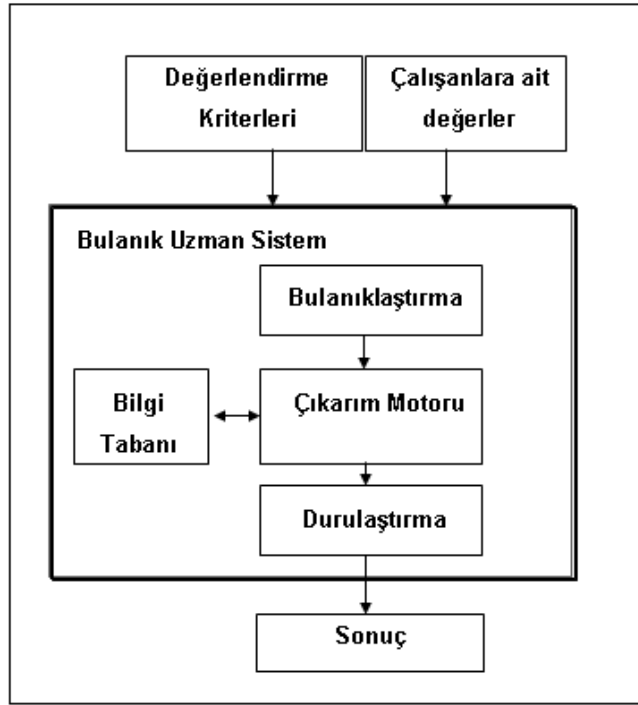 Değerlendirme
Kriterleri
Çalışanlara ait
değerler
Bulanık Uzman Sistem
Bulanıklaştırma
Bilgi
Tabanı
Çıkarım Motoru
Durulaştırma
Sonuç